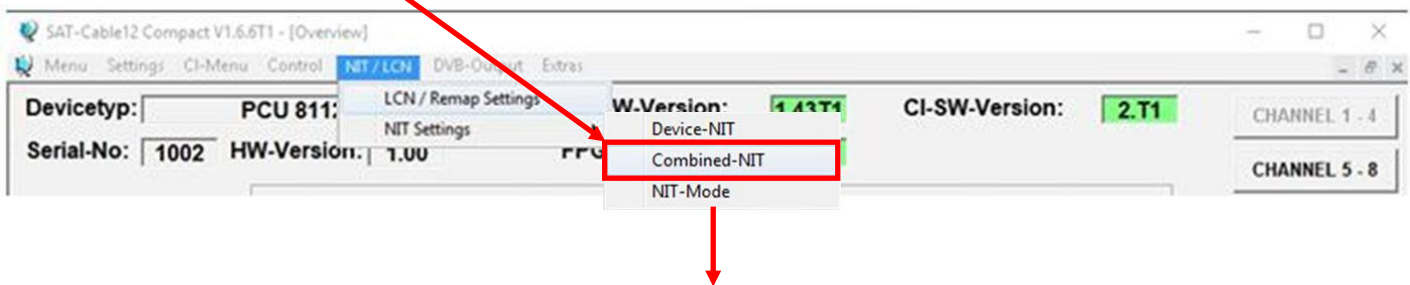 SAT-Cable12 Compact V1.6.6T1 - [Overview]
Menu Settings CI-Menu Control NIT / LCN DVB-Output Extras
Devicetyp: PCU 8112 LCN / Remap Settings W-Version: 1.43T1 CI-SW-Version: 2.T1 CHANNEL 1 - 4
NIT Settings Device-NIT
Serial-No: 1002 HW-Version: 1.00 Combined-NIT CHANNEL 5 - 8
NIT-Mode